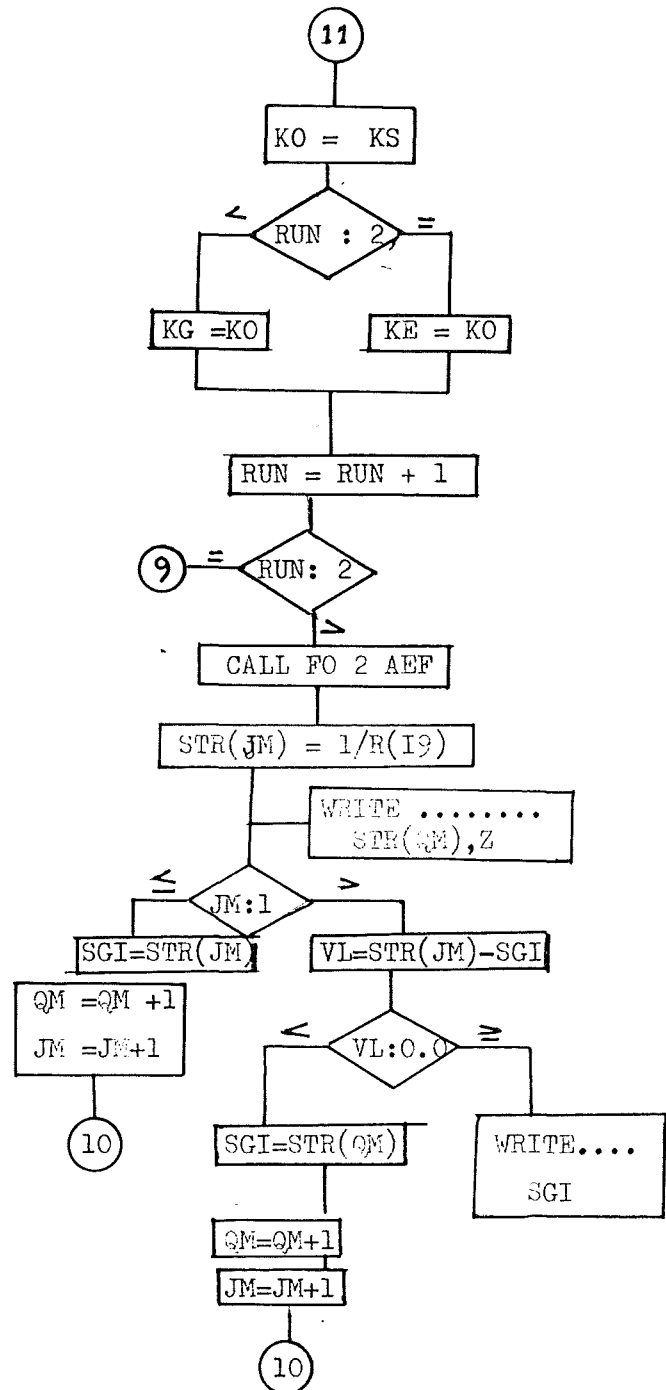 11
KO = KS
<
RUN : 2,
=
KG =KO
KE = KO
RUN = RUN + 1
9
=
RUN: 2
>
CALL FO 2 AEF
STR(JM) = 1/R(I9)
WRITE ........
STR(QM),Z
≤
JM:1
>
SGI=STR(JM)
VL=STR(JM)-SGI
QM =QM +1
JM =JM+1
<
VL:0.0
≥
10
SGI=STR(QM)
WRITE....
SGI
QM=QM+1
JM=JM+1
10